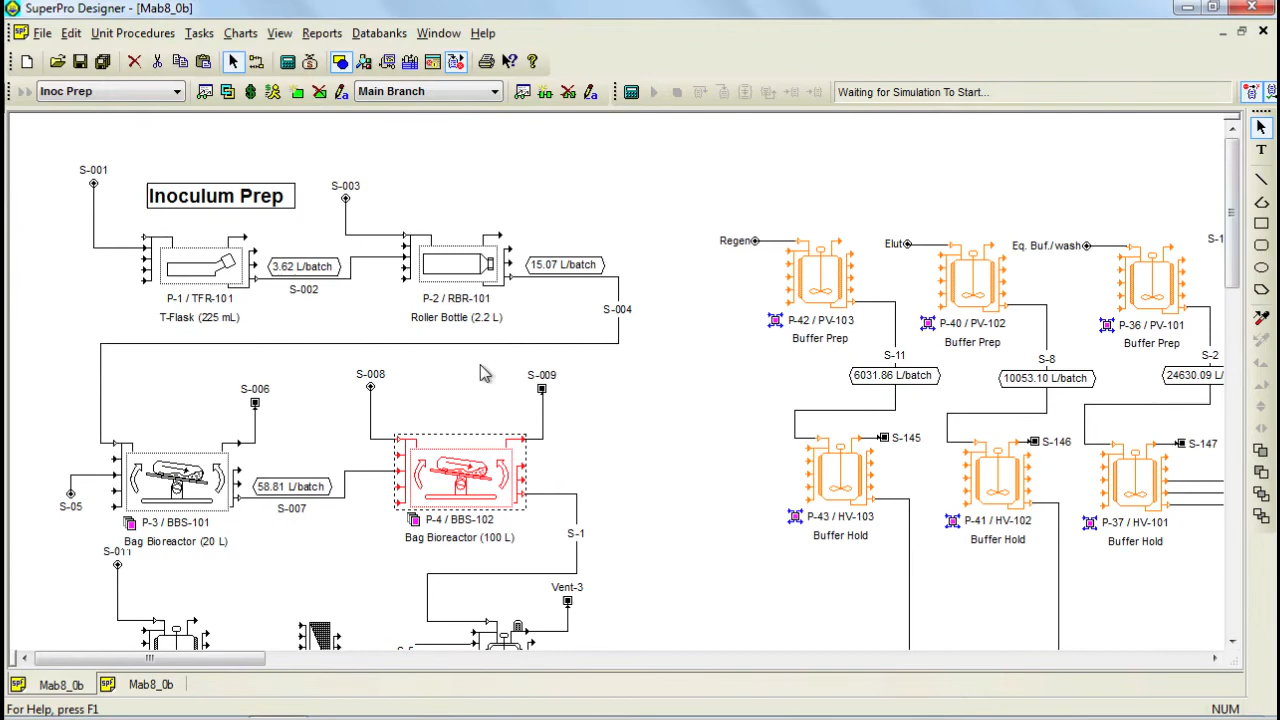 SuperPro Designer - [Mab8_0b]
File Edit Unit Procedures Tasks Charts View Reports Databanks Window Help
Inoc Prep Main Branch Waiting for Simulation To Start...
S-001
Inoculum Prep
S-003
3.62 L/batch
S-002
15.07 L/batch
P-1 / TFR-101
T-Flask (225 mL)
P-2 / RBR-101
Roller Bottle (2.2 L)
S-004
S-006
S-008
S-009
58.81 L/batch
S-007
S-05
P-3 / BBS-101
Bag Bioreactor (20 L)
P-4 / BBS-102
Bag Bioreactor (100 L)
S-1
S-011
Vent-3
Regen
Elut
Eq. Buf./wash
S-1
P-42 / PV-103
Buffer Prep
P-40 / PV-102
Buffer Prep
P-36 / PV-101
Buffer Prep
S-11
6031.86 L/batch
S-8
10053.10 L/batch
S-2
24630.09 L/
S-145
S-146
S-147
P-43 / HV-103
Buffer Hold
P-41 / HV-102
Buffer Hold
P-37 / HV-101
Buffer Hold
Mab8_0b Mab8_0b
For Help, press F1 NUM